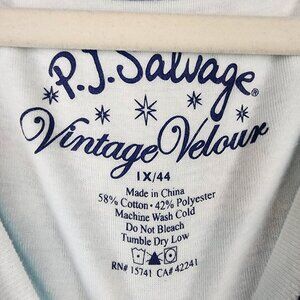 P.J. Salvage®
Vintage Velour
1X/44
Made in China
58% Cotton • 42% Polyester
Machine Wash Cold
Do Not Bleach
Tumble Dry Low
RN# 15741 CA# 42241